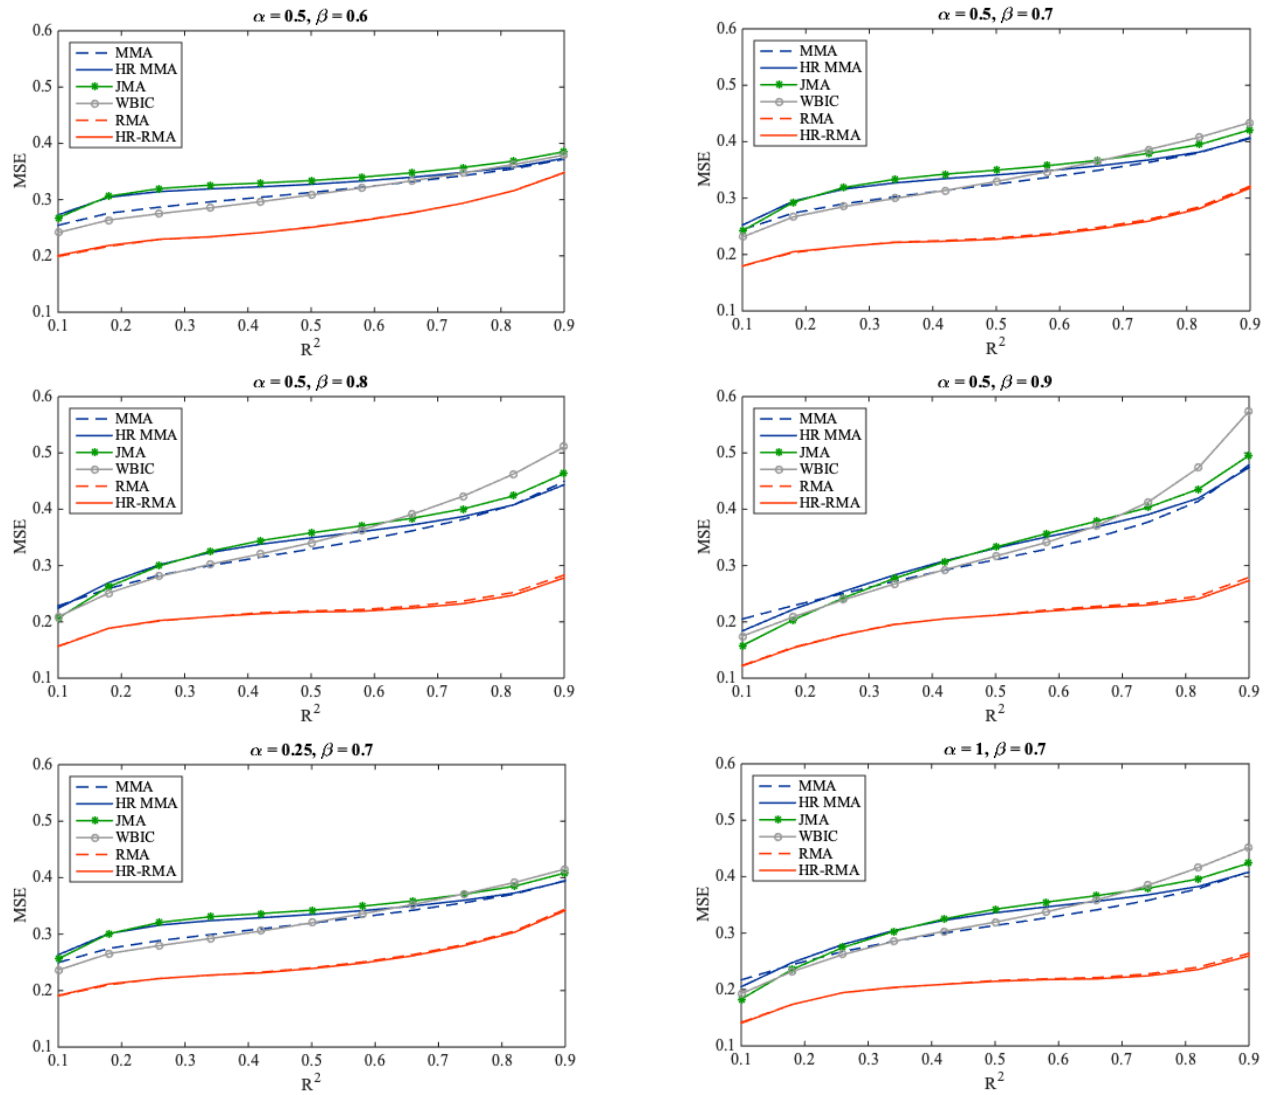 α = 0.5, β = 0.6
0.6
0.5
0.4
0.3
0.2
0.1
MSE
MMA
HR MMA
JMA
WBIC
RMA
HR-RMA
0.1 0.2 0.3 0.4 0.5 0.6 0.7 0.8 0.9
R²
α = 0.5, β = 0.7
0.6
0.5
0.4
0.3
0.2
0.1
MSE
MMA
HR MMA
JMA
WBIC
RMA
HR-RMA
0.1 0.2 0.3 0.4 0.5 0.6 0.7 0.8 0.9
R²
α = 0.5, β = 0.8
0.6
0.5
0.4
0.3
0.2
0.1
MSE
MMA
HR MMA
JMA
WBIC
RMA
HR-RMA
0.1 0.2 0.3 0.4 0.5 0.6 0.7 0.8 0.9
R²
α = 0.5, β = 0.9
0.6
0.5
0.4
0.3
0.2
0.1
MSE
MMA
HR MMA
JMA
WBIC
RMA
HR-RMA
0.1 0.2 0.3 0.4 0.5 0.6 0.7 0.8 0.9
R²
α = 0.25, β = 0.7
0.6
0.5
0.4
0.3
0.2
0.1
MSE
MMA
HR MMA
JMA
WBIC
RMA
HR-RMA
0.1 0.2 0.3 0.4 0.5 0.6 0.7 0.8 0.9
R²
α = 1, β = 0.7
0.6
0.5
0.4
0.3
0.2
0.1
MSE
MMA
HR MMA
JMA
WBIC
RMA
HR-RMA
0.1 0.2 0.3 0.4 0.5 0.6 0.7 0.8 0.9
R²